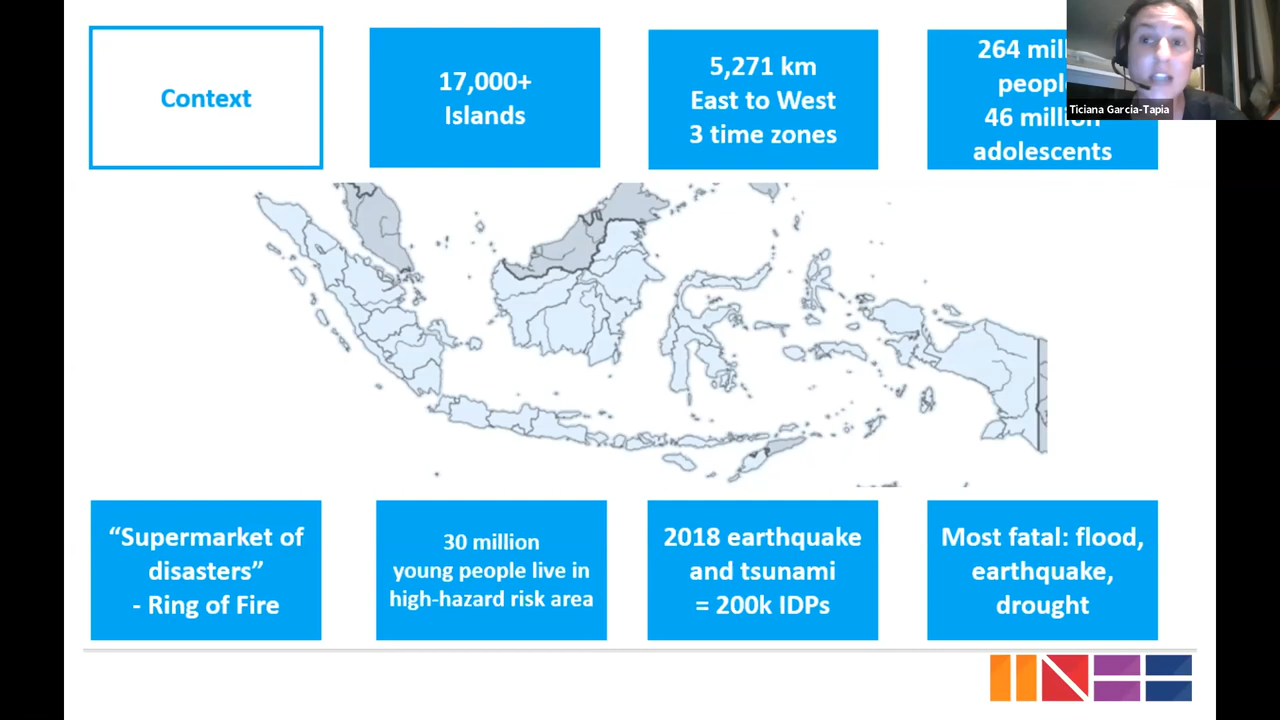 Context
17,000+
Islands
5,271 km
East to West
3 time zones
264 mil
peopl
46 million
adolescents
Ticiana Garcia-Tapia
“Supermarket of
disasters”
- Ring of Fire
30 million
young people live in
high-hazard risk area
2018 earthquake
and tsunami
= 200k IDPs
Most fatal: flood,
earthquake,
drought
INEE